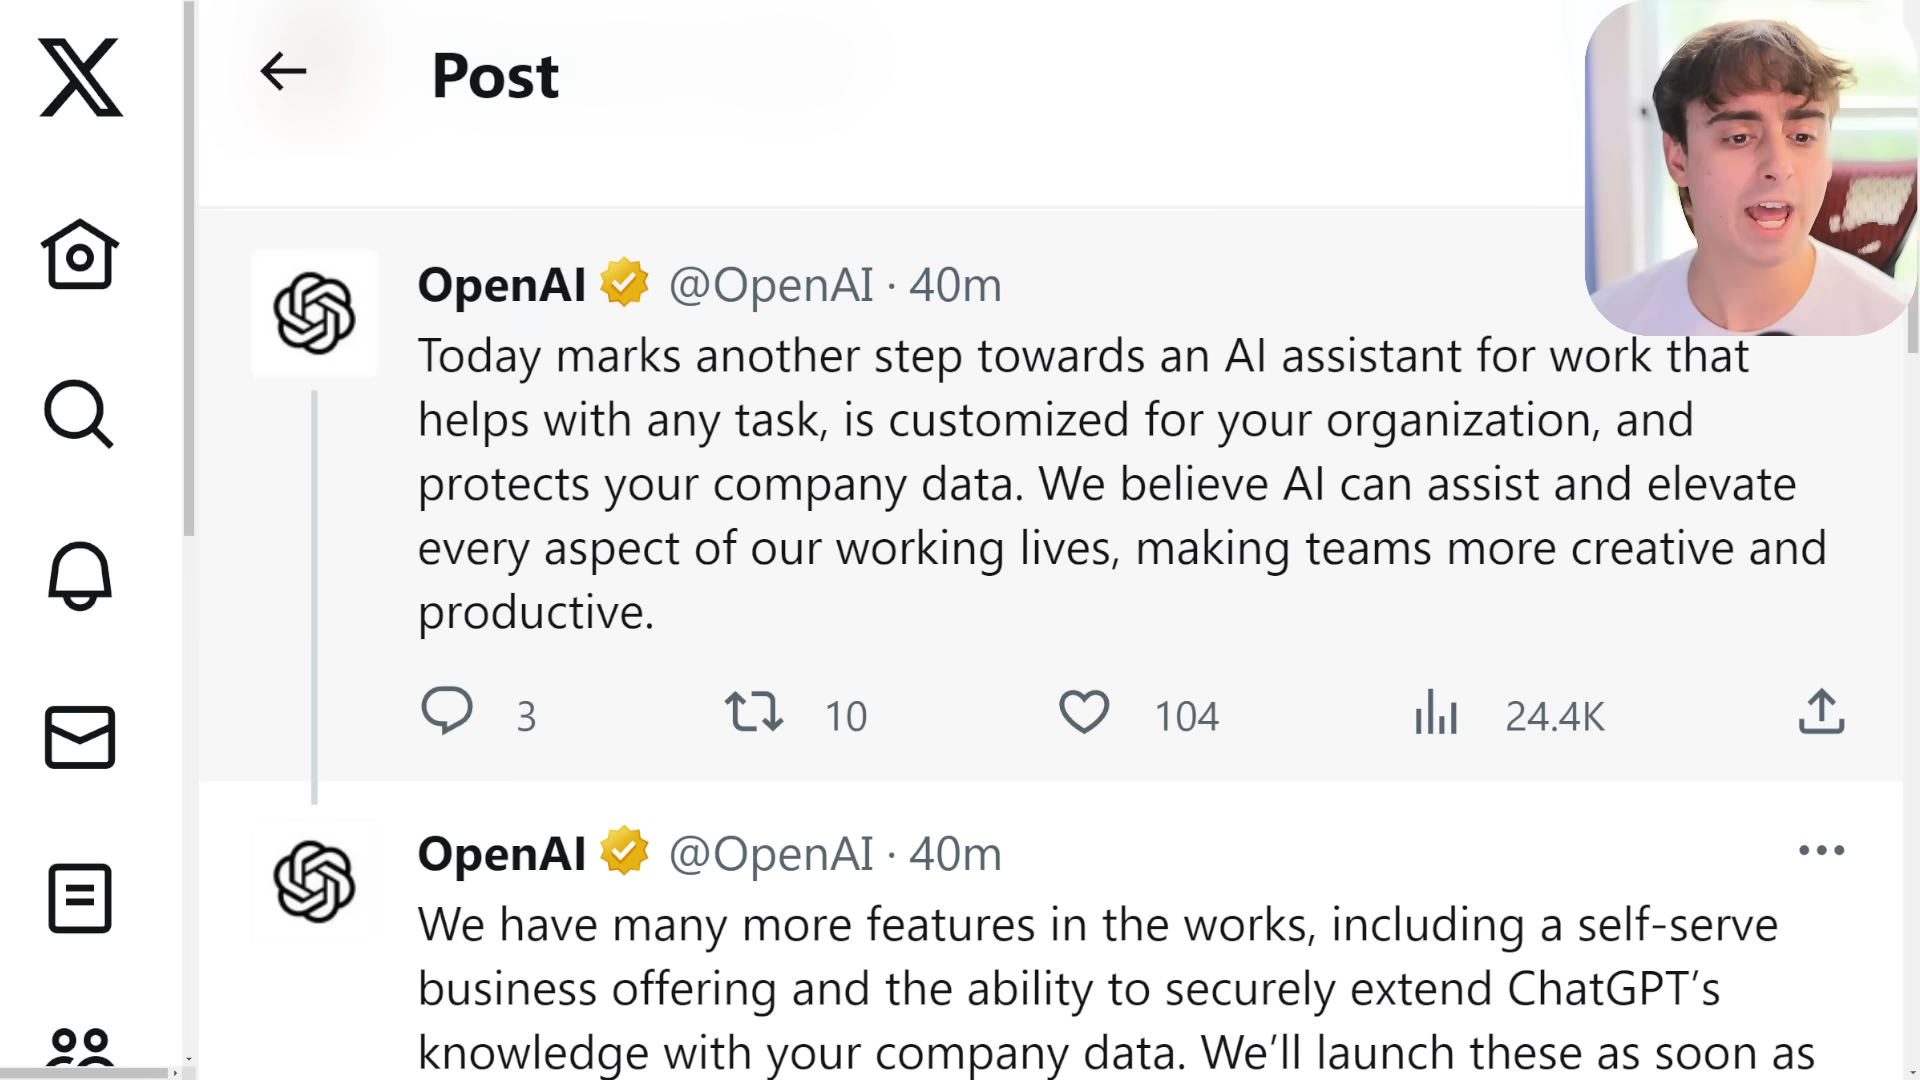 Post
OpenAI @OpenAI · 40m
Today marks another step towards an AI assistant for work that
helps with any task, is customized for your organization, and
protects your company data. We believe AI can assist and elevate
every aspect of our working lives, making teams more creative and
productive.
3 10 104 24.4K
OpenAI @OpenAI · 40m
We have many more features in the works, including a self-serve
business offering and the ability to securely extend ChatGPT’s
knowledge with your company data. We’ll launch these as soon as